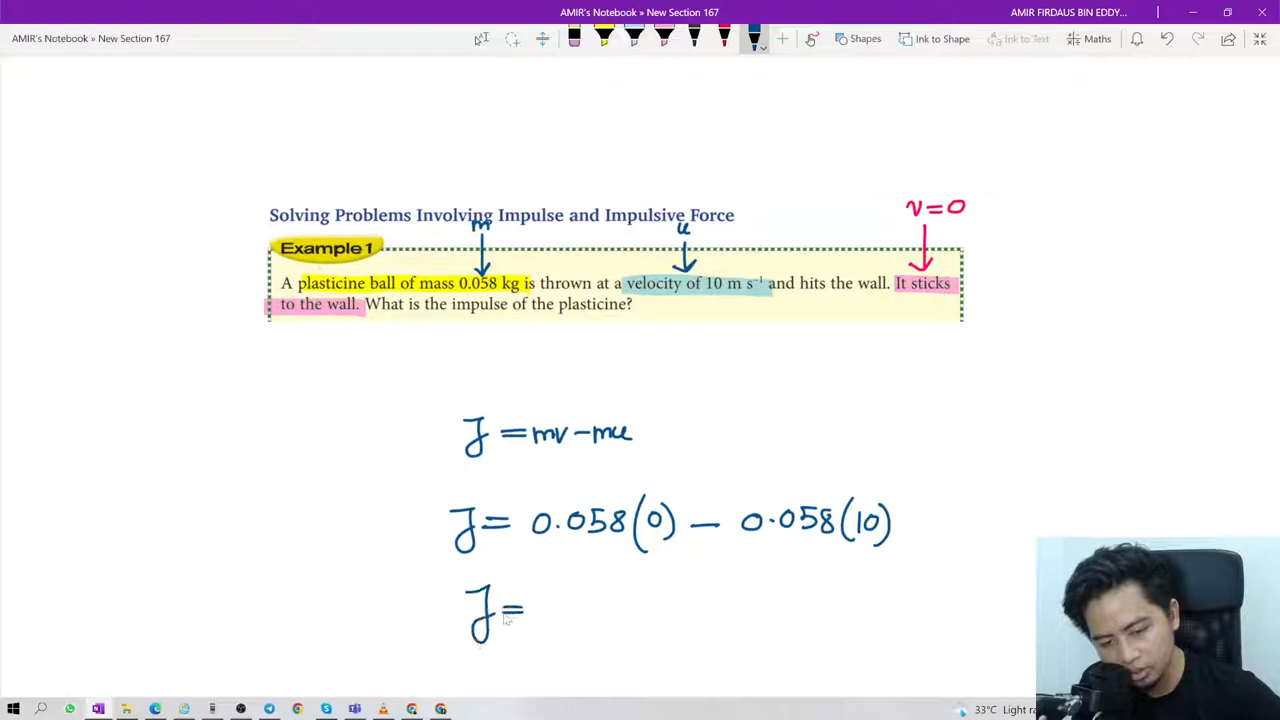 AMIR's Notebook » New Section 167
AMIR FIRDAUS BIN EDDY...
AMIR's Notebook » New Section 167
Shapes
Ink to Shape
Ink to Text
Maths
v=0
Solving Problems Involving Impulse and Impulsive Force
m
u
Example 1
A plasticine ball of mass 0.058 kg is thrown at a velocity of 10 m s⁻¹ and hits the wall. It sticks
to the wall. What is the impulse of the plasticine?
J = mv - mu
J = 0.058(0) - 0.058(10)
J =
33°C Light ra